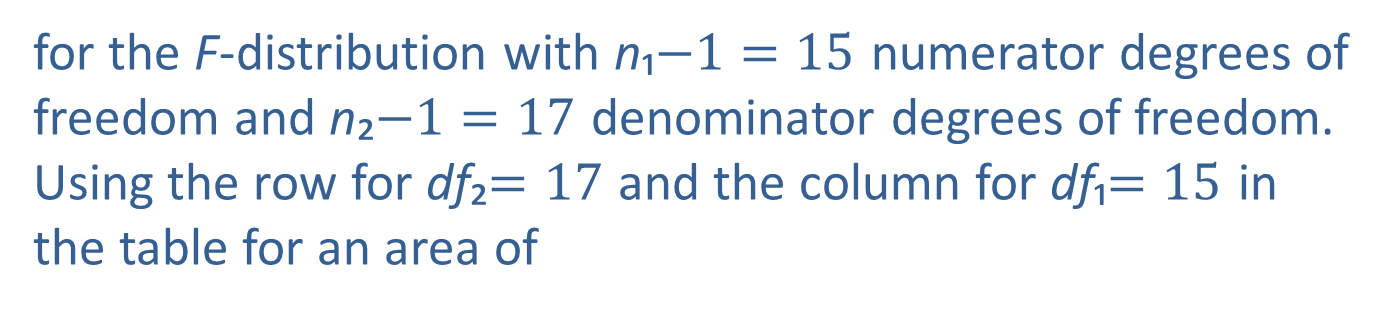 for the F-distribution with n₁−1 = 15 numerator degrees of
freedom and n₂−1 = 17 denominator degrees of freedom.
Using the row for df₂= 17 and the column for df₁= 15 in
the table for an area of